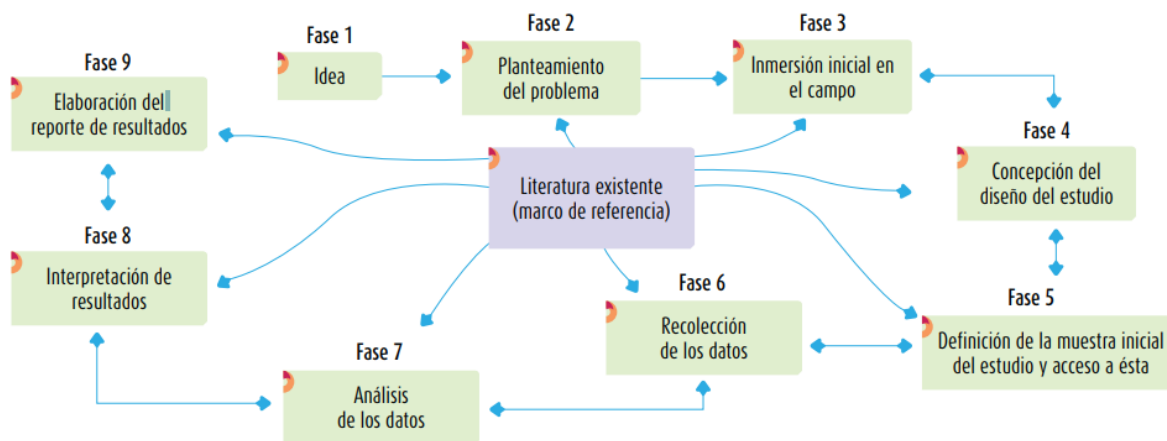 Fase 1
Idea
Fase 2
Planteamiento
del problema
Fase 3
Inmersión inicial en
el campo
Fase 4
Concepción del
diseño del estudio
Fase 5
Definición de la muestra inicial
del estudio y acceso a ésta
Fase 6
Recolección
de los datos
Fase 7
Análisis
de los datos
Fase 8
Interpretación de
resultados
Fase 9
Elaboración del
reporte de resultados
Literatura existente
(marco de referencia)